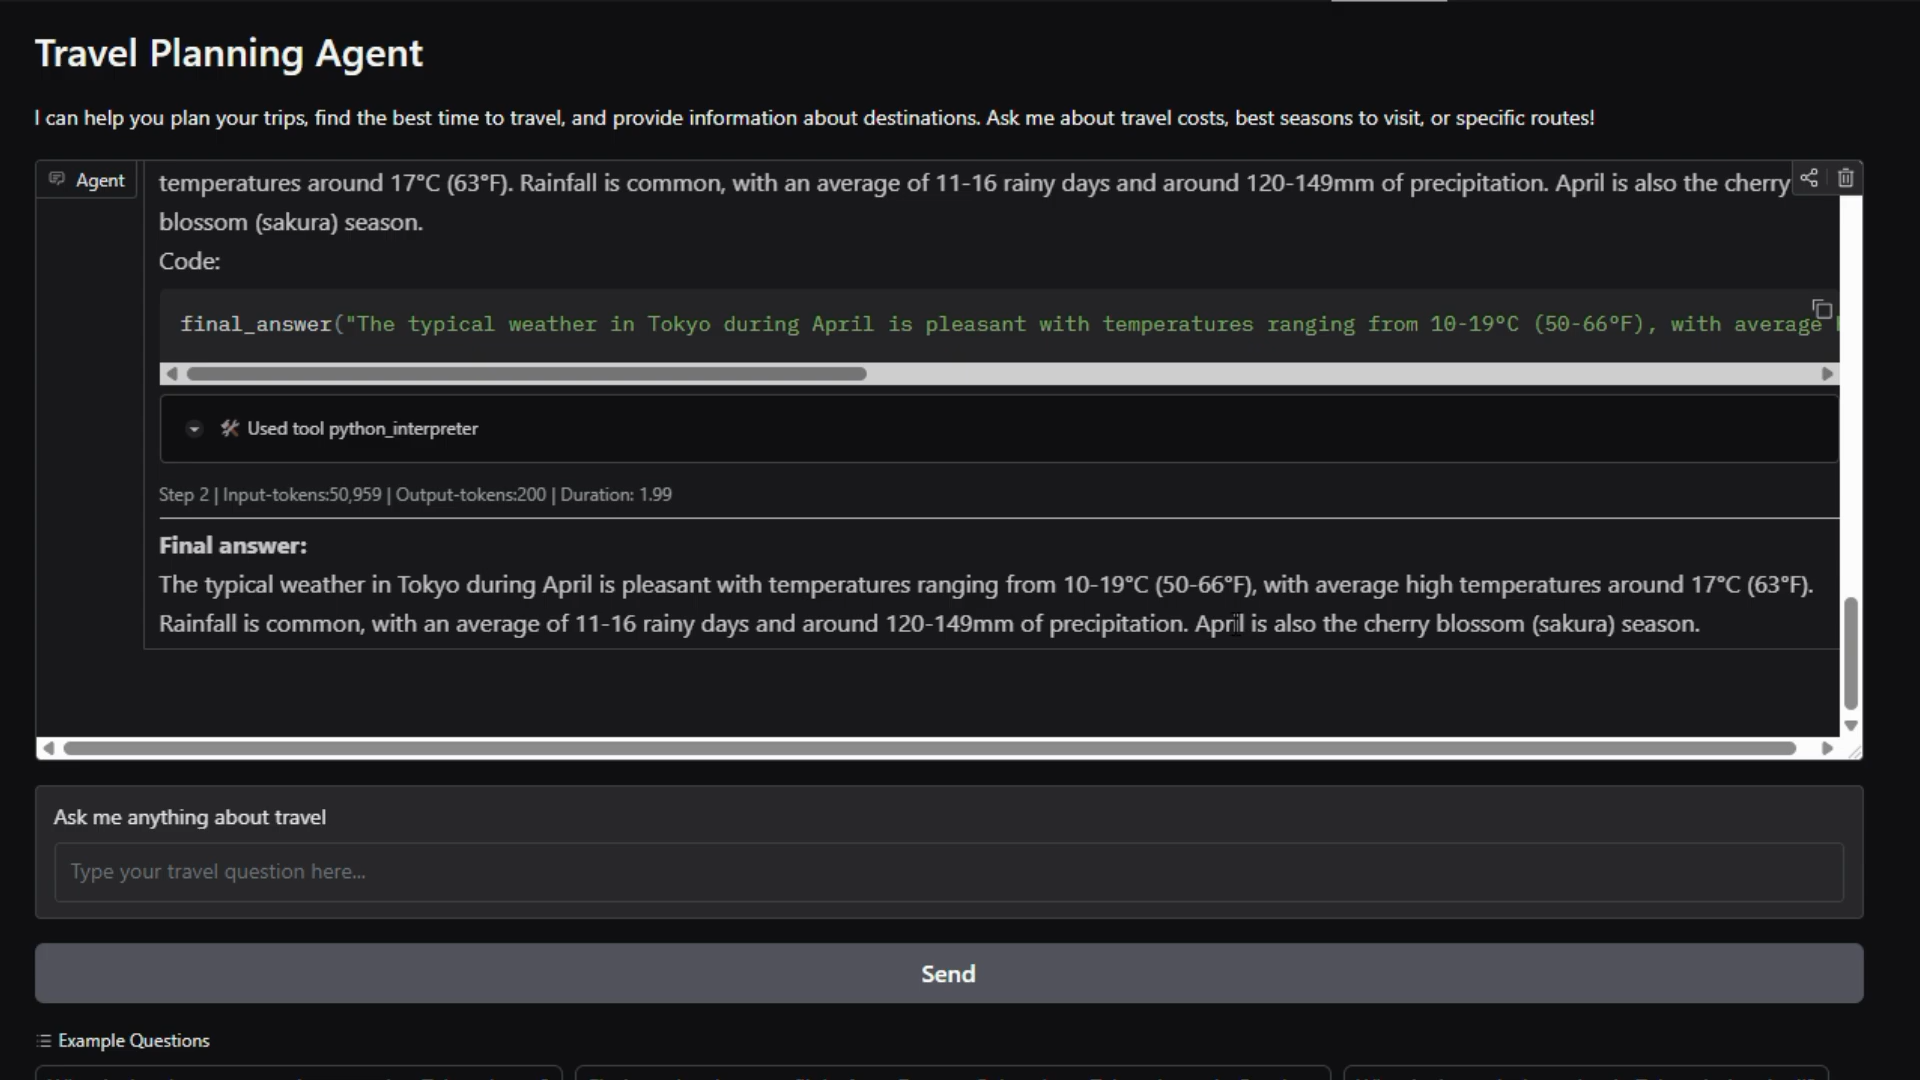 Travel Planning Agent
I can help you plan your trips, find the best time to travel, and provide information about destinations. Ask me about travel costs, best seasons to visit, or specific routes!
Agent
temperatures around 17°C (63°F). Rainfall is common, with an average of 11-16 rainy days and around 120-149mm of precipitation. April is also the cherry
blossom (sakura) season.
Code:
final_answer("The typical weather in Tokyo during April is pleasant with temperatures ranging from 10-19°C (50-66°F), with average
Used tool python_interpreter
Step 2 | Input-tokens:50,959 | Output-tokens:200 | Duration: 1.99
Final answer:
The typical weather in Tokyo during April is pleasant with temperatures ranging from 10-19°C (50-66°F), with average high temperatures around 17°C (63°F).
Rainfall is common, with an average of 11-16 rainy days and around 120-149mm of precipitation. April is also the cherry blossom (sakura) season.
Ask me anything about travel
Type your travel question here...
Send
Example Questions